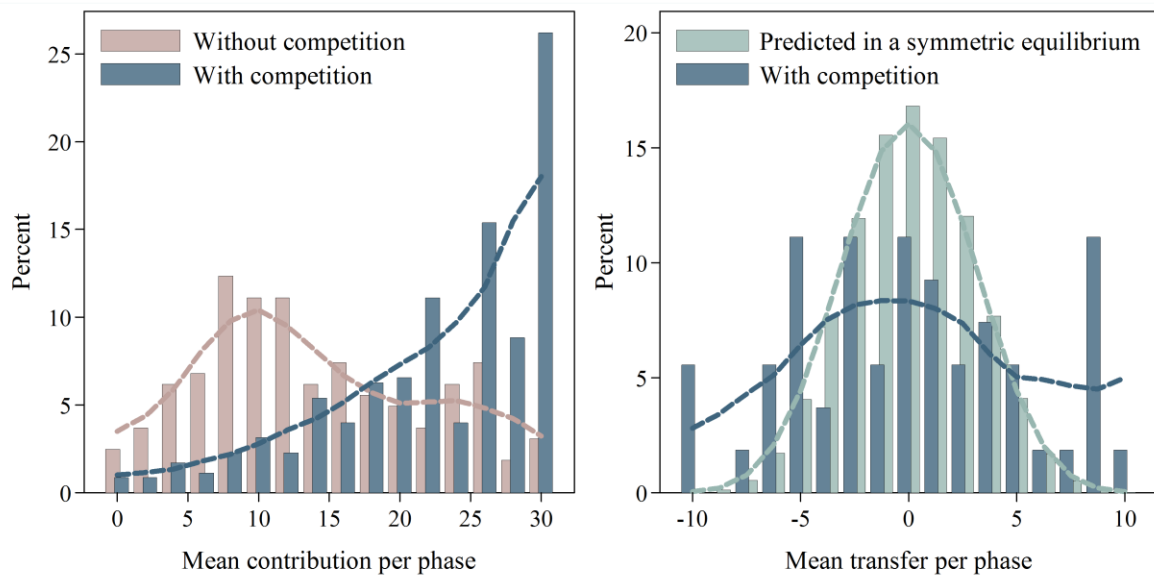 Without competition
With competition
25
20
15
10
5
0
Percent
0 5 10 15 20 25 30
Mean contribution per phase
Predicted in a symmetric equilibrium
With competition
20
15
10
5
0
Percent
-10 -5 0 5 10
Mean transfer per phase